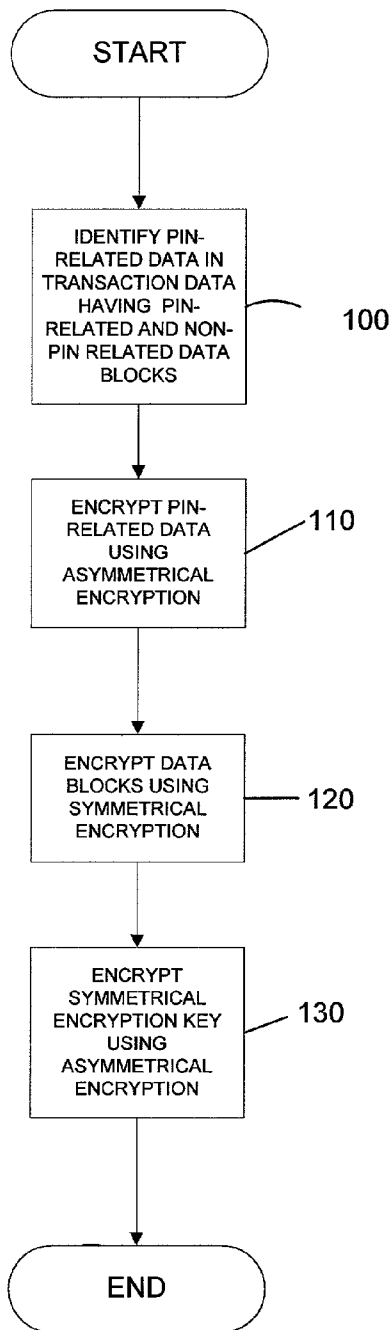 START
IDENTIFY PIN-
RELATED DATA IN
TRANSACTION DATA
HAVING PIN-
RELATED AND NON-
PIN RELATED DATA
BLOCKS
100
ENCRYPT PIN-
RELATED DATA
USING
ASYMMETRICAL
ENCRYPTION
110
ENCRYPT DATA
BLOCKS USING
SYMMETRICAL
ENCRYPTION
120
ENCRYPT
SYMMETRICAL
ENCRYPTION KEY
USING
ASYMMETRICAL
ENCRYPTION
130
END